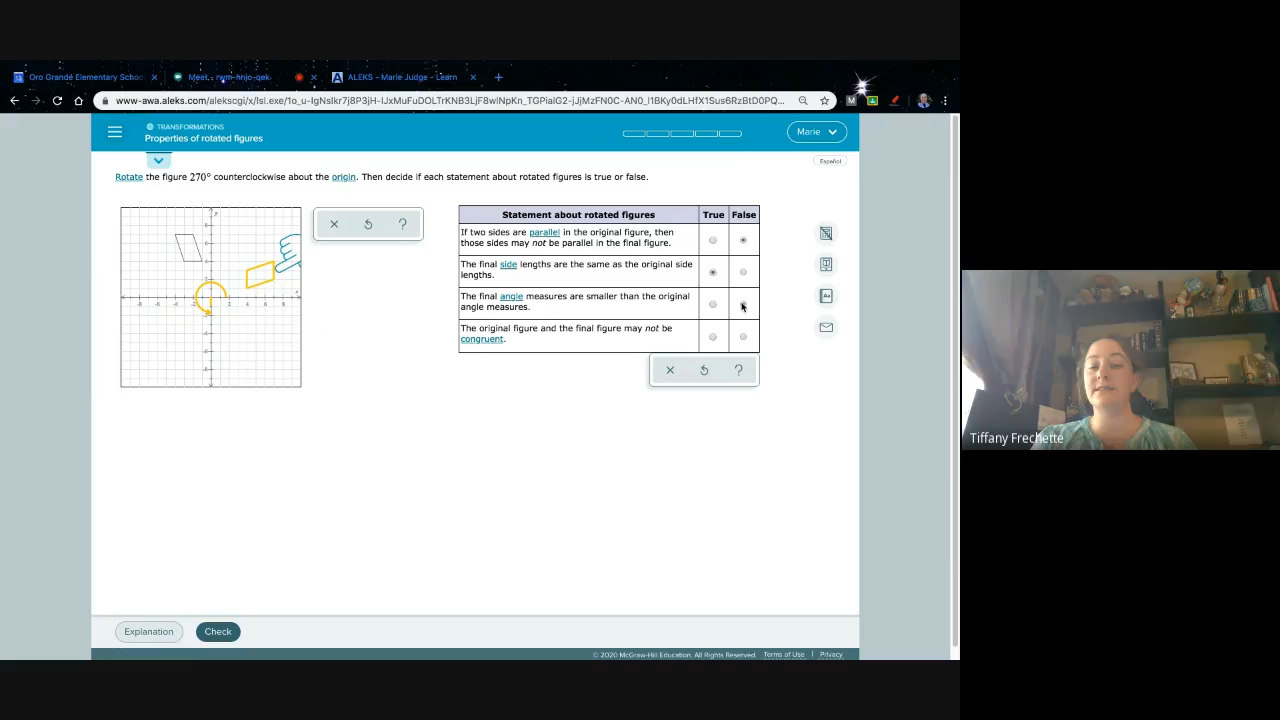 Oro Grande Elementary Schoo
Meet - rwm-hnjc-qek
ALEKS - Marie Judge - Learn
TRANSFORMATIONS
Properties of rotated figures
Marie
Español
Rotate the figure 270° counterclockwise about the origin. Then decide if each statement about rotated figures is true or false.
Statement about rotated figures True False
If two sides are parallel in the original figure, then
those sides may not be parallel in the final figure.
The final side lengths are the same as the original side
lengths.
The final angle measures are smaller than the original
angle measures.
The original figure and the final figure may not be
congruent.
Tiffany Frechette
Explanation
Check
© 2020 McGraw-Hill Education. All Rights Reserved. Terms of Use | Privacy